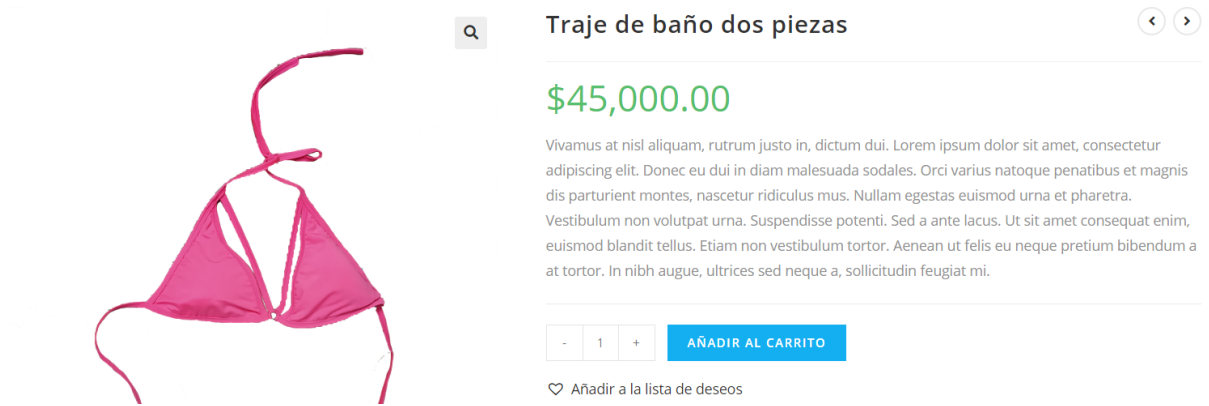 Traje de baño dos piezas
$45,000.00
Vivamus at nisl aliquam, rutrum justo in, dictum dui. Lorem ipsum dolor sit amet, consectetur
adipiscing elit. Donec eu dui in diam malesuada sodales. Orci varius natoque penatibus et magnis
dis parturient montes, nascetur ridiculus mus. Nullam egestas euismod urna et pharetra.
Vestibulum non volutpat urna. Suspendisse potenti. Sed a ante lacus. Ut sit amet consequat enim,
euismod blandit tellus. Etiam non vestibulum tortor. Aenean ut felis eu neque pretium bibendum a
at tortor. In nibh augue, ultrices sed neque a, sollicitudin feugiat mi.
- 1 + AÑADIR AL CARRITO
Añadir a la lista de deseos